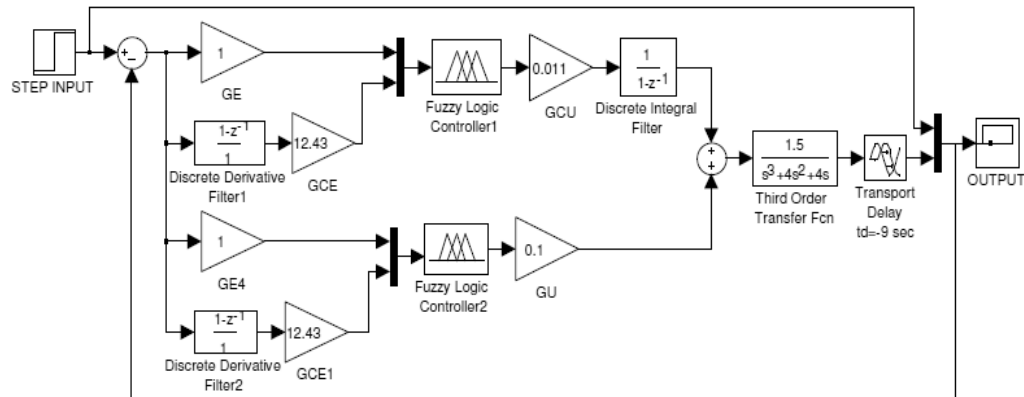 STEP INPUT
+
−
1
GE
Fuzzy Logic
Controller1
0.011
GCU
1
1-z-1
Discrete Integral
Filter
1-z-1
1
Discrete Derivative
Filter1
12.43
GCE
+
+
1.5
s3+4s2+4s
Third Order
Transfer Fcn
Transport
Delay
td=-9 sec
OUTPUT
1
GE4
Fuzzy Logic
Controller2
0.1
GU
1-z-1
1
Discrete Derivative
Filter2
12.43
GCE1